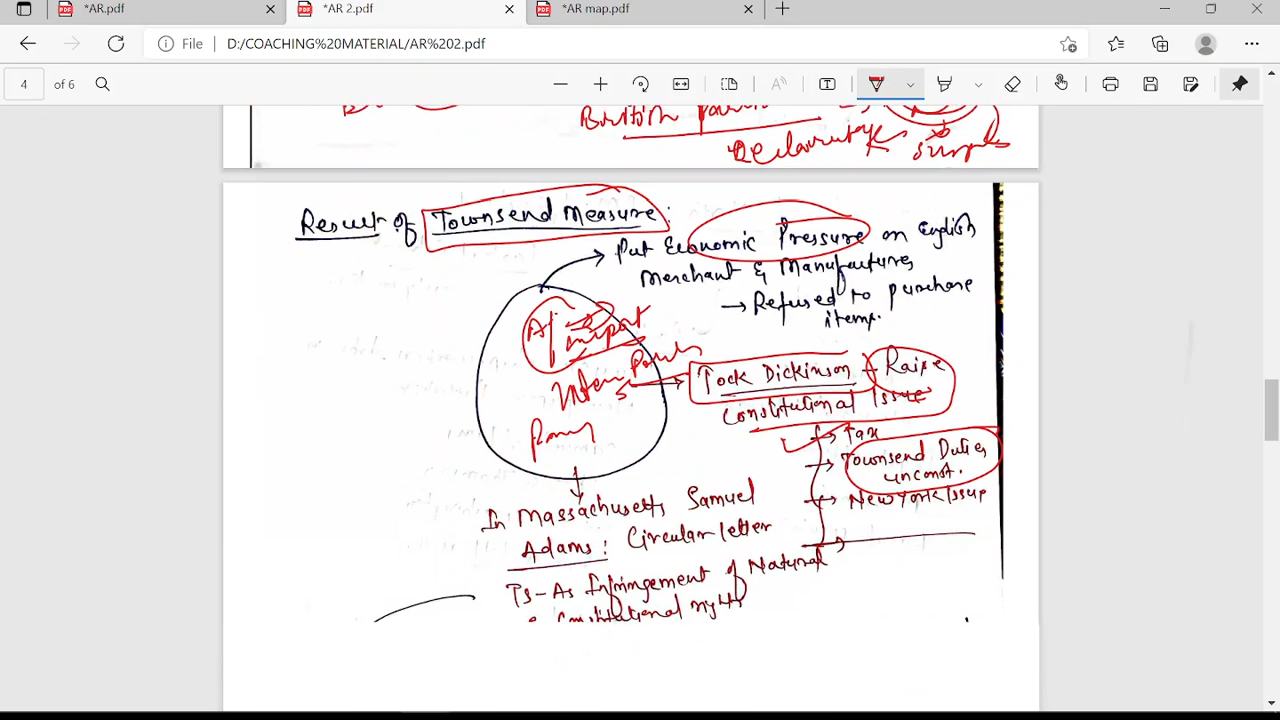 *AR.pdf
*AR 2.pdf
*AR map.pdf
File D:/COACHING%20MATERIAL/AR%202.pdf
4 of 6
British
Result of Townsend Measure:
Put Economic Pressure on English
Merchant & Manufactures
→ Refused to purchase
items.
import
Tock Dickinson - Raise
Constitutional Issue
→ Tax
→ Townsend Duties
unconst.
→ New York Issue
In Massachusetts Samuel
Adams: Circular letter
TS-As Infringement of Natural
& Constitutional rights